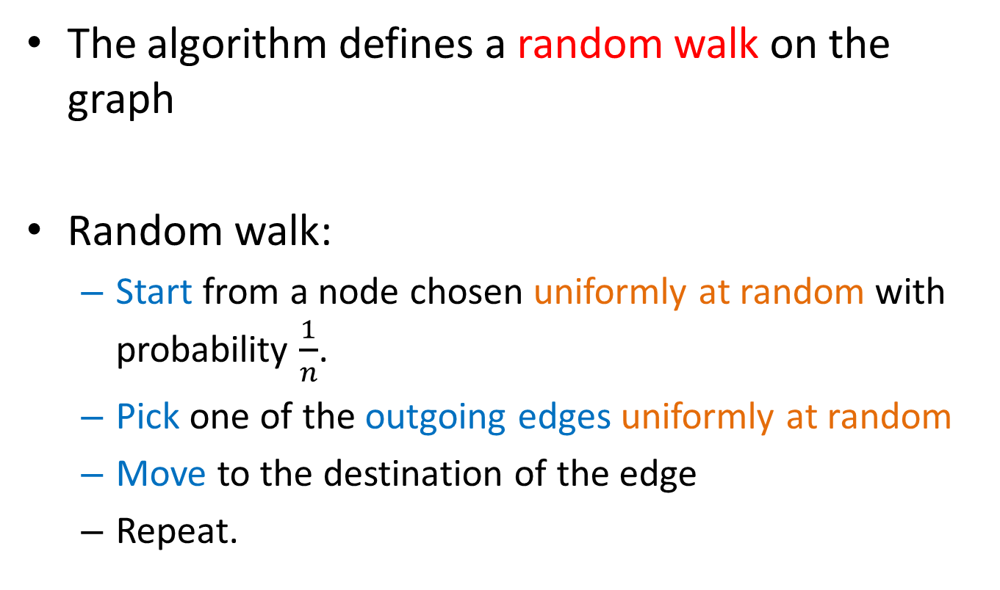 • The algorithm defines a random walk on the
graph
• Random walk:
– Start from a node chosen uniformly at random with
probability 1/n.
– Pick one of the outgoing edges uniformly at random
– Move to the destination of the edge
– Repeat.